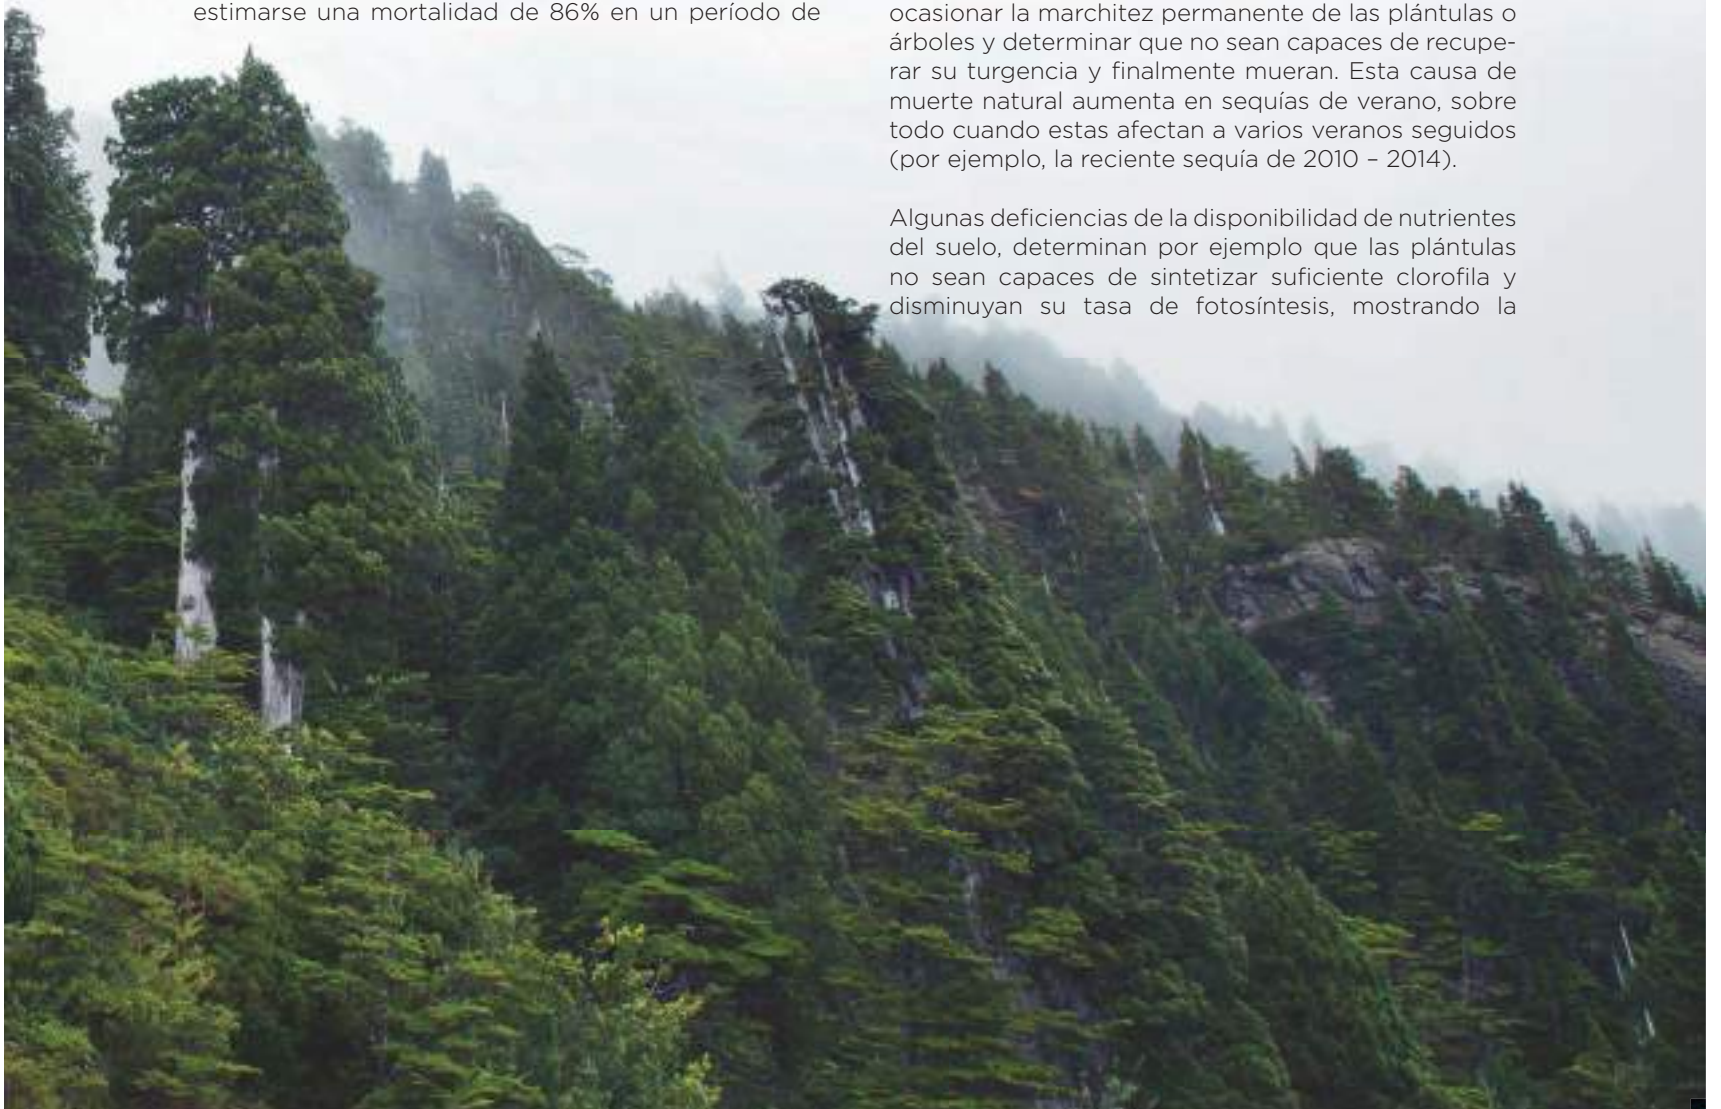 estimarse una mortalidad de 86% en un período de
ocasionar la marchitez permanente de las plántulas o
árboles y determinar que no sean capaces de recupe-
rar su turgencia y finalmente mueran. Esta causa de
muerte natural aumenta en sequías de verano, sobre
todo cuando estas afectan a varios veranos seguidos
(por ejemplo, la reciente sequía de 2010 – 2014).
Algunas deficiencias de la disponibilidad de nutrientes
del suelo, determinan por ejemplo que las plántulas
no sean capaces de sintetizar suficiente clorofila y
disminuyan su tasa de fotosíntesis, mostrando la